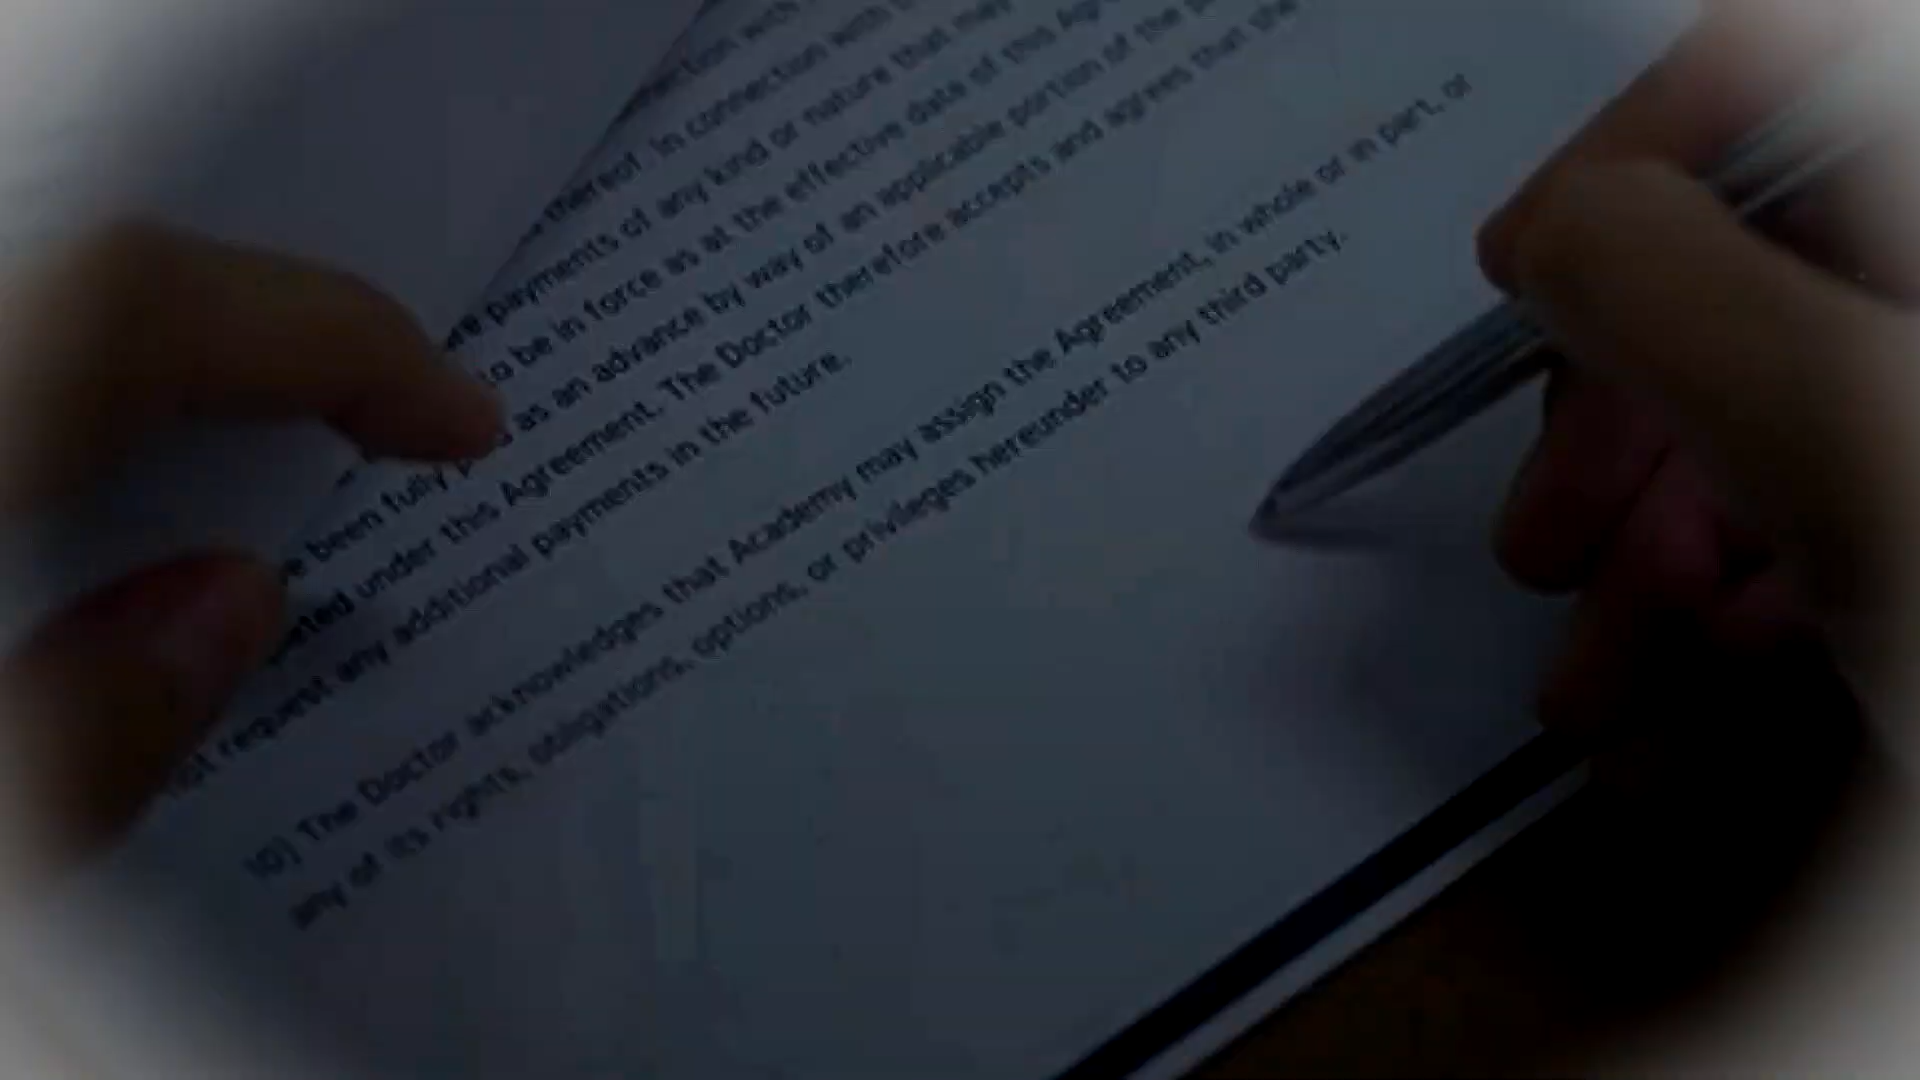 ection with
thereof. In connection with
payments of any kind or nature that may
to be in force as at the effective date of this Agr
been fully as an advance by way of an applicable portion of the
under this Agreement. The Doctor therefore accepts and agrees that she
request any additional payments in the future.
10) The Doctor acknowledges that Academy may assign the Agreement, in whole or in part, or
any of its rights, obligations, options, or privileges hereunder to any third party.